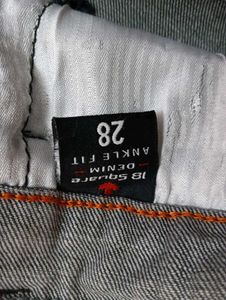 18 Square
DENIM
ANKLE FIT
28